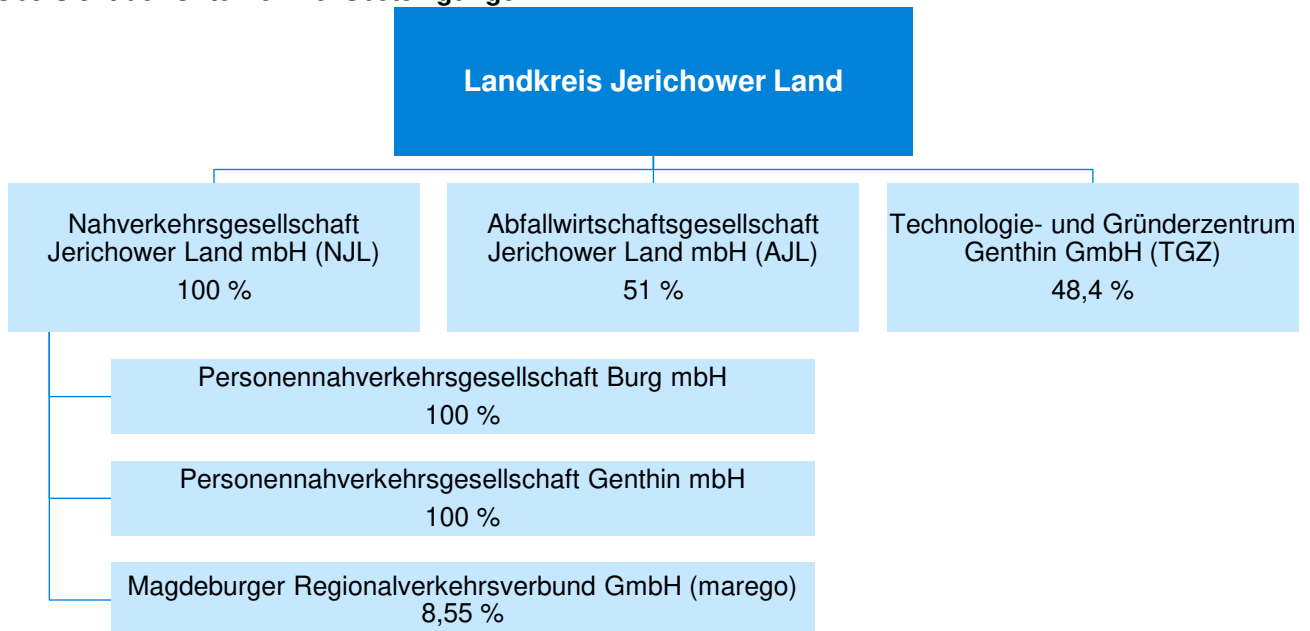 Landkreis Jerichower Land
Nahverkehrsgesellschaft
Jerichower Land mbH (NJL)
100 %
Abfallwirtschaftsgesellschaft
Jerichower Land mbH (AJL)
51 %
Technologie- und Gründerzentrum
Genthin GmbH (TGZ)
48,4 %
Personennahverkehrsgesellschaft Burg mbH
100 %
Personennahverkehrsgesellschaft Genthin mbH
100 %
Magdeburger Regionalverkehrsverbund GmbH (marego)
8,55 %